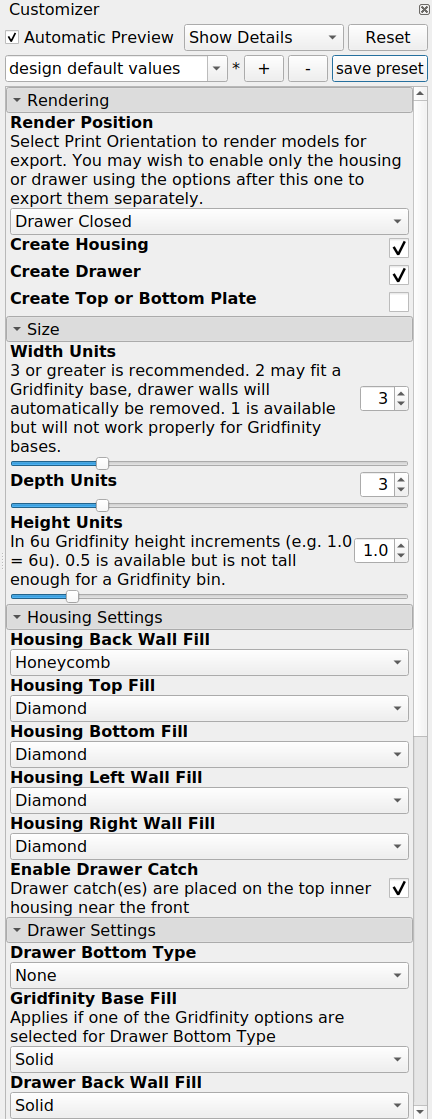 Customizer
Automatic Preview Show Details Reset
design default values * + - save preset
Rendering
Render Position
Select Print Orientation to render models for
export. You may wish to enable only the housing
or drawer using the options after this one to
export them separately.
Drawer Closed
Create Housing
Create Drawer
Create Top or Bottom Plate
Size
Width Units
3 or greater is recommended. 2 may fit a
Gridfinity base, drawer walls will
automatically be removed. 1 is available
but will not work properly for Gridfinity
bases.
3
Depth Units
3
Height Units
In 6u Gridfinity height increments (e.g. 1.0
= 6u). 0.5 is available but is not tall
enough for a Gridfinity bin.
1.0
Housing Settings
Housing Back Wall Fill
Honeycomb
Housing Top Fill
Diamond
Housing Bottom Fill
Diamond
Housing Left Wall Fill
Diamond
Housing Right Wall Fill
Diamond
Enable Drawer Catch
Drawer catch(es) are placed on the top inner
housing near the front
Drawer Settings
Drawer Bottom Type
None
Gridfinity Base Fill
Applies if one of the Gridfinity options are
selected for Drawer Bottom Type
Solid
Drawer Back Wall Fill
Solid